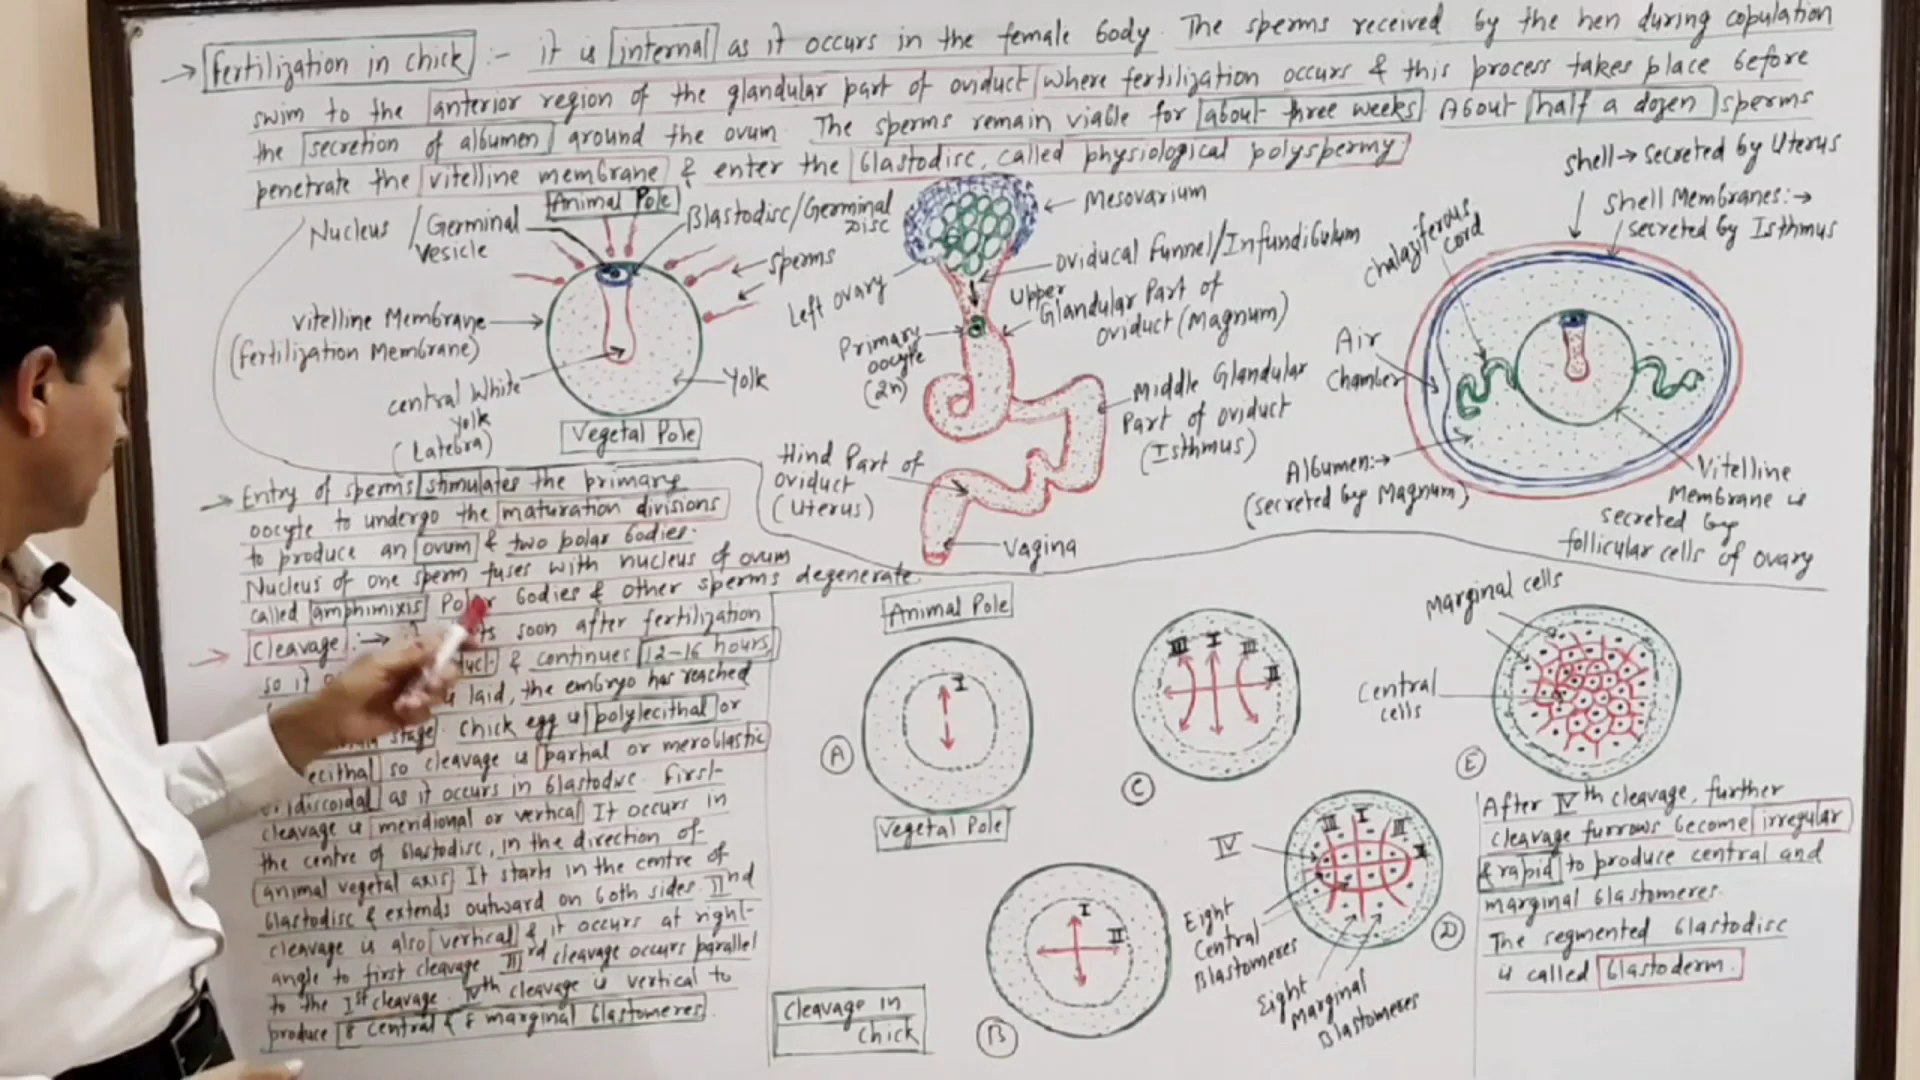 → Fertilization in chick :- it is internal as it occurs in the female body. The sperms received by the hen during copulation
swim to the anterior region of the glandular part of oviduct where fertilization occurs & this process takes place before
the secretion of albumen around the ovum. The sperms remain viable for about three weeks. About half a dozen sperms
penetrate the vitelline membrane & enter the blastodisc, called physiological polyspermy.
Nucleus / Germinal
Vesicle
Animal Pole
Blastodisc/Germinal
Disc
sperms
Vitelline Membrane
(Fertilization Membrane)
central White
Yolk
(Latebra)
Yolk
Vegetal Pole
Mesovarium
Oviducal Funnel/Infundibulum
Left ovary
Upper
Glandular Part of
oviduct (Magnum)
Primary
oocyte
(2n)
Middle Glandular
Part of oviduct
(Isthmus)
Hind Part of
oviduct
(Uterus)
Vagina
Shell → Secreted by Uterus
Shell Membranes:→
secreted by Isthmus
Chalaziferous
cord
Air
Chamber
Albumen:→
(secreted by Magnum)
Vitelline
Membrane is
secreted by
follicular cells of ovary
→ Entry of sperms stimulates the primary
oocyte to undergo the maturation divisions
to produce an ovum & two polar bodies.
Nucleus of one sperm fuses with nucleus of ovum
called amphimixis Polar bodies & other sperms degenerate.
→ Cleavage :→ soon after fertilization
so it & continues 12-16 hours,
is laid, the embryo has reached
stage. Chick egg is polylecithal or
ecithal so cleavage is partial or meroblastic
discoidal as it occurs in blastodisc. First
cleavage is meridional or vertical It occurs in
the centre of blastodisc, in the direction of
animal vegetal axis. It starts in the centre of
blastodisc & extends outward on both sides. IInd
cleavage is also vertical & it occurs at right
angle to first cleavage. IIIrd cleavage occurs parallel
to the Ist cleavage. IVth cleavage is vertical to
produce 8 central & 8 marginal blastomeres.
Animal Pole
I
A
Vegetal Pole
I
II
B
Cleavage in
chick
III I III
II
C
III I III
II
IV
D
Eight
Central
Blastomeres
Eight
Marginal
Blastomeres
Marginal cells
Central
cells
E
After IVth cleavage, further
cleavage furrows become irregular
& rapid to produce central and
marginal blastomeres.
The segmented blastodisc
is called blastoderm.